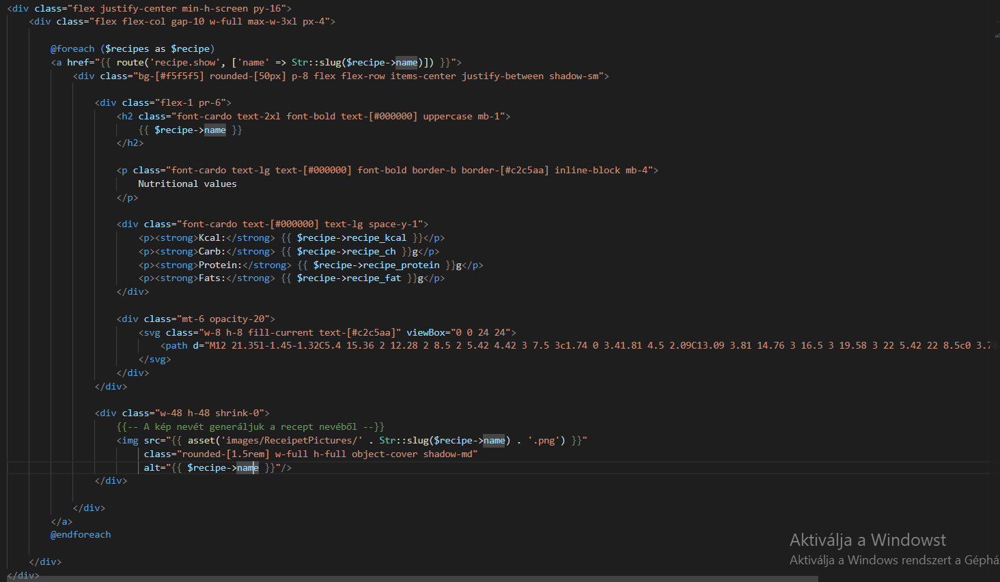 <div class="flex justify-center min-h-screen py-16">
<div class="flex flex-col gap-10 w-full max-w-3xl px-4">
@foreach ($recipes as $recipe)
<a href="{{ route('recipe.show', ['name' => Str::slug($recipe->name)]) }}">
<div class="bg-[#f5f5f5] rounded-[50px] p-8 flex flex-row items-center justify-between shadow-sm">
<div class="flex-1 pr-6">
<h2 class="font-cardo text-2xl font-bold text-[#000000] uppercase mb-1">
{{ $recipe->name }}
</h2>
<p class="font-cardo text-lg text-[#000000] font-bold border-b border-[#c2c5aa] inline-block mb-4">
Nutritional values
</p>
<div class="font-cardo text-[#000000] text-lg space-y-1">
<p><strong>Kcal:</strong> {{ $recipe->recipe_kcal }}</p>
<p><strong>Carb:</strong> {{ $recipe->recipe_ch }}g</p>
<p><strong>Protein:</strong> {{ $recipe->recipe_protein }}g</p>
<p><strong>Fats:</strong> {{ $recipe->recipe_fat }}g</p>
</div>
<div class="mt-6 opacity-20">
<svg class="w-8 h-8 fill-current text-[#c2c5aa]" viewBox="0 0 24 24">
<path d="M12 21.35l-1.45-1.32C5.4 15.36 2 12.28 2 8.5 2 5.42 4.42 3 7.5 3c1.74 0 3.41.81 4.5 2.09C13.09 3.81 14.76 3 16.5 3 19.58 3 22 5.42 22 8.5c0 3.78
</svg>
</div>
</div>
<div class="w-48 h-48 shrink-0">
{{-- A kép nevét generáljuk a recept nevéből --}}
<img src="{{ asset('images/ReceipetPictures/' . Str::slug($recipe->name) . '.png') }}"
class="rounded-[1.5rem] w-full h-full object-cover shadow-md"
alt="{{ $recipe->name }}"/>
</div>
</div>
</a>
@endforeach
</div>
</div>
Aktiválja a Windowst
Aktiválja a Windows rendszert a Gépház